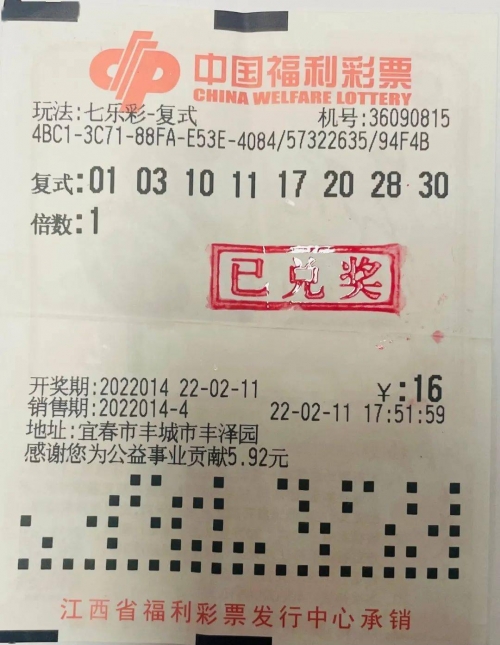 中国福利彩票
CHINA WELFARE LOTTERY
玩法:七乐彩-复式 机号:36090815
4BC1-3C71-88FA-E53E-4084/57322635/94F4B
复式:01 03 10 11 17 20 28 30
倍数:1
已兑奖
开奖期:2022014 22-02-11 ¥:16
销售期:2022014-4 22-02-11 17:51:59
地址:宜春市丰城市丰泽园
感谢您为公益事业贡献5.92元
江西省福利彩票发行中心承销